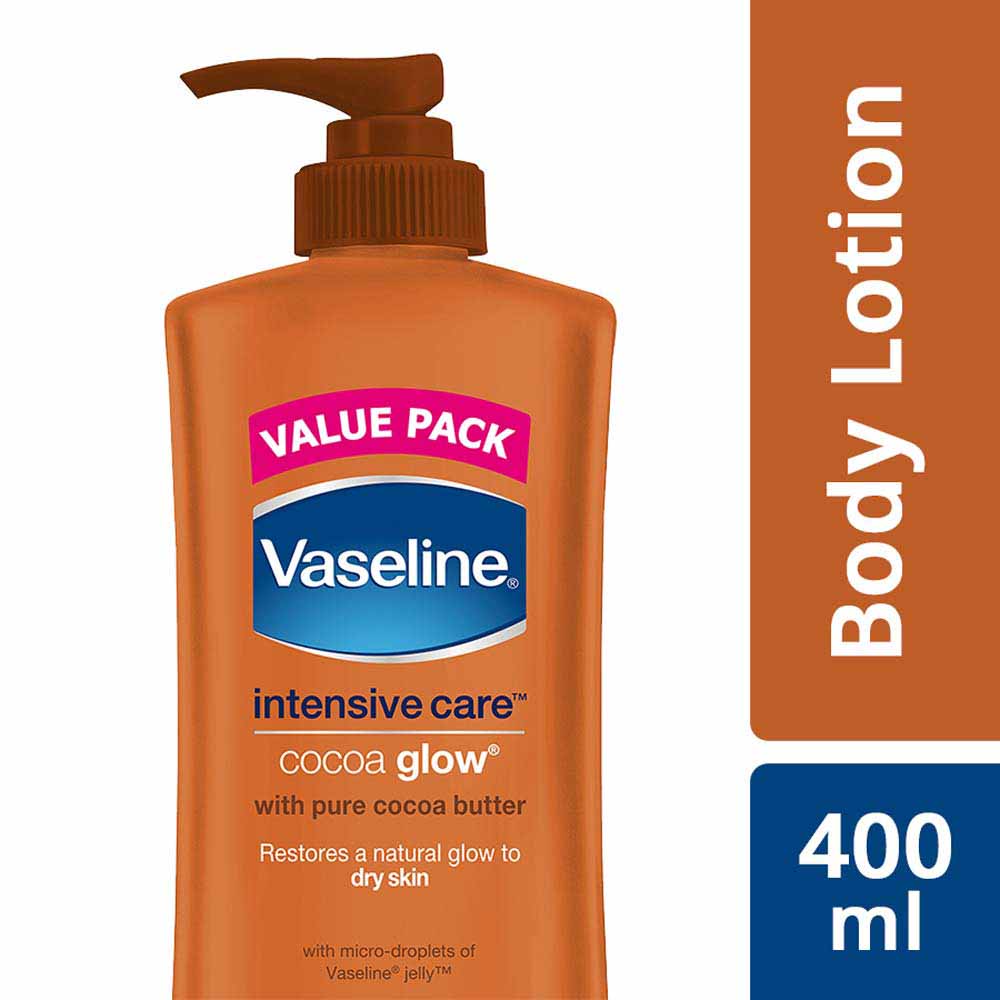 VALUE PACK
Vaseline®
intensive care™
cocoa glow®
with pure cocoa butter
Restores a natural glow to
dry skin
with micro-droplets of
Vaseline® jelly™
Body Lotion
400
ml